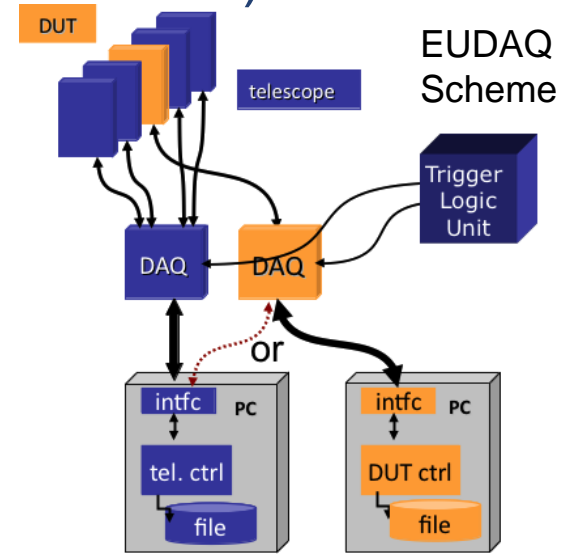 DUT
EUDAQ
Scheme
telescope
Trigger
Logic
Unit
DAQ
DAQ
or
intfc
PC
intfc
PC
tel. ctrl
DUT ctrl
file
file